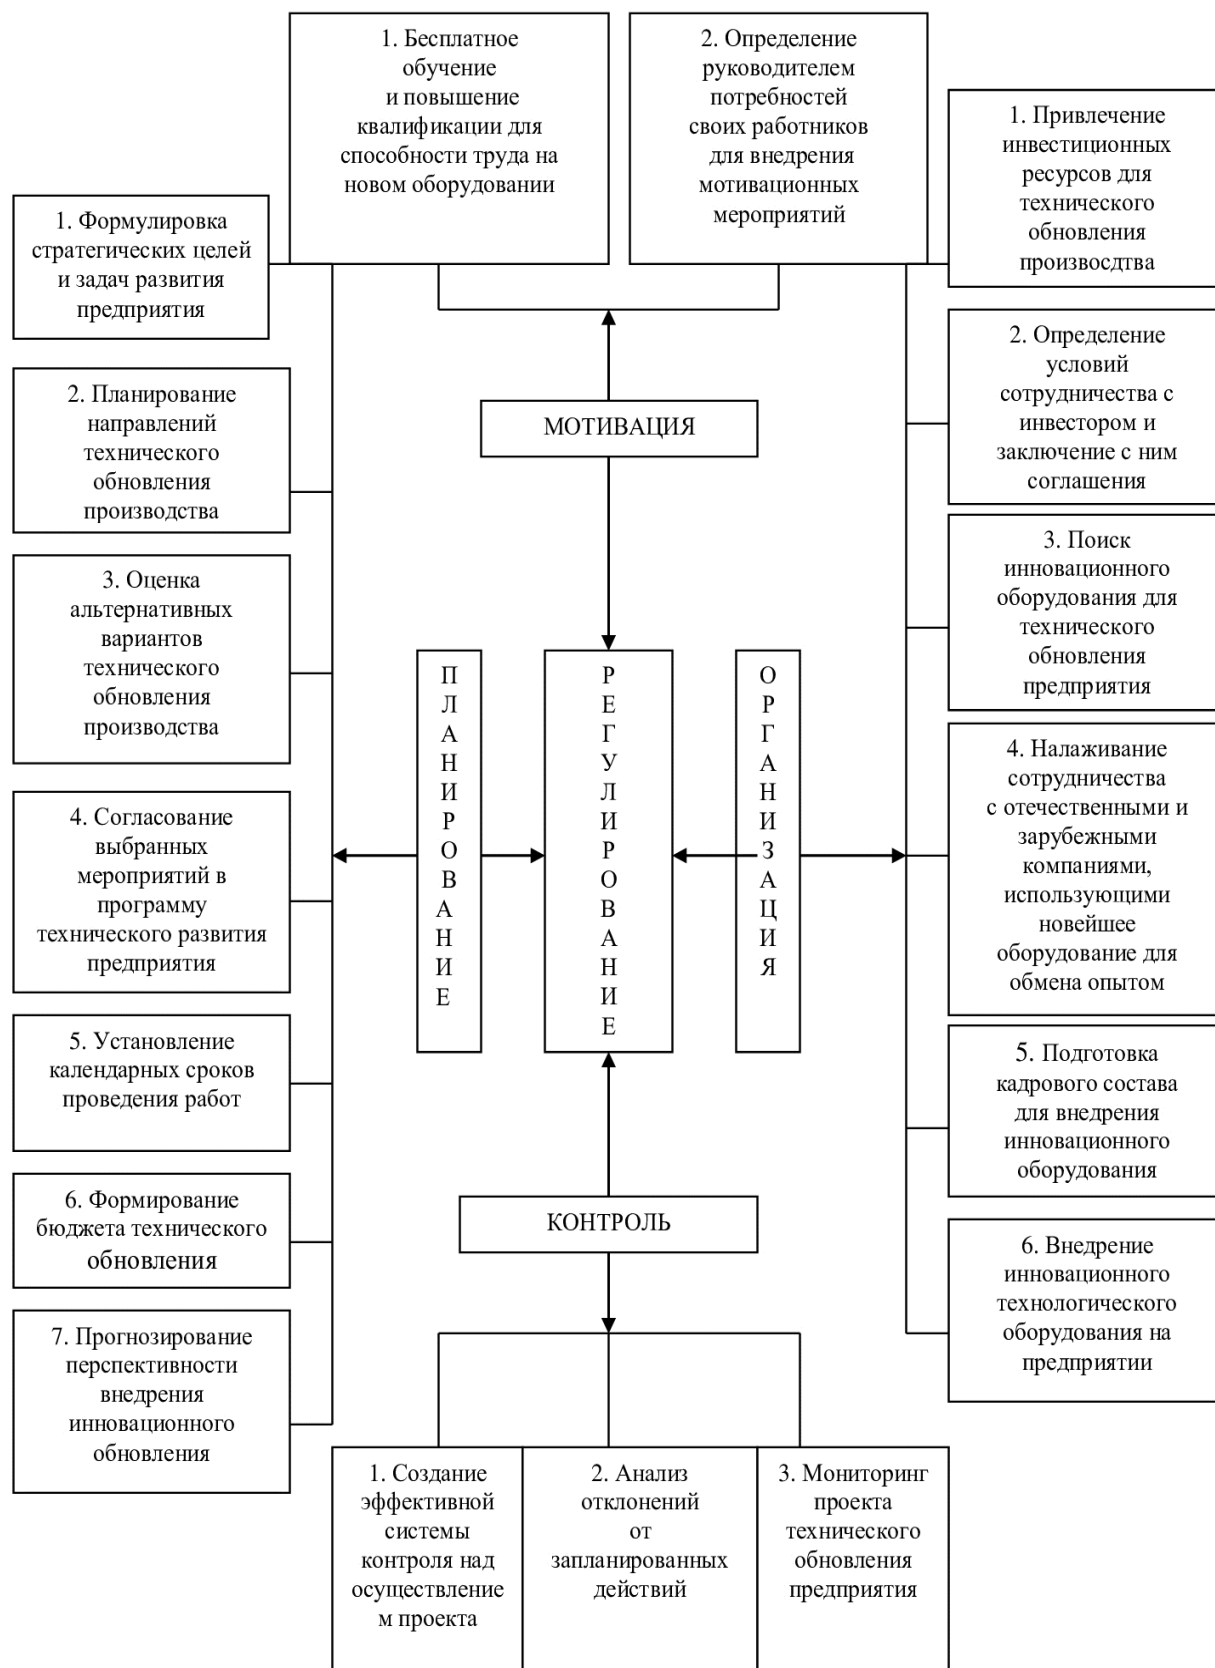 1. Бесплатное
обучение
и повышение
квалификации для
способности труда на
новом оборудовании
2. Определение
руководителем
потребностей
своих работников
для внедрения
мотивационных
мероприятий
1. Формулировка
стратегических целей
и задач развития
предприятия
2. Планирование
направлений
технического
обновления
производства
3. Оценка
альтернативных
вариантов
технического
обновления
производства
4. Согласование
выбранных
мероприятий в
программу
технического развития
предприятия
5. Установление
календарных сроков
проведения работ
6. Формирование
бюджета технического
обновления
7. Прогнозирование
перспективности
внедрения
инновационного
обновления
МОТИВАЦИЯ
ПЛАНИРОВАНИЕ
РЕГУЛИРОВАНИЕ
ОРГАНИЗАЦИЯ
КОНТРОЛЬ
1. Привлечение
инвестиционных
ресурсов для
технического
обновления
произвосдтва
2. Определение
условий
сотрудничества с
инвестором и
заключение с ним
соглашения
3. Поиск
инновационного
оборудования для
технического
обновления
предприятия
4. Налаживание
сотрудничества
с отечественными и
зарубежными
компаниями,
использующими
новейшее
оборудование для
обмена опытом
5. Подготовка
кадрового состава
для внедрения
инновационного
оборудования
6. Внедрение
инновационного
технологического
оборудования на
предприятии
1. Создание
эффективной
системы
контроля над
осуществление
м проекта
2. Анализ
отклонений
от
запланированных
действий
3. Мониторинг
проекта
технического
обновления
предприятия